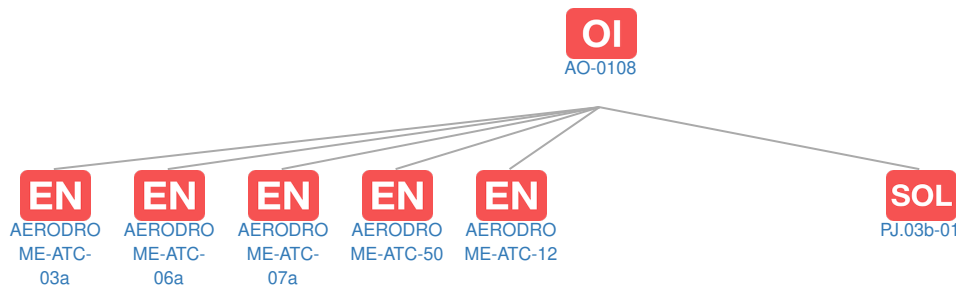 OI
AO-0108
EN EN EN EN EN SOL
AERODRO AERODRO AERODRO AERODRO AERODRO PJ.03b-01
ME-ATC- ME-ATC- ME-ATC- ME-ATC-50 ME-ATC-12
03a 06a 07a